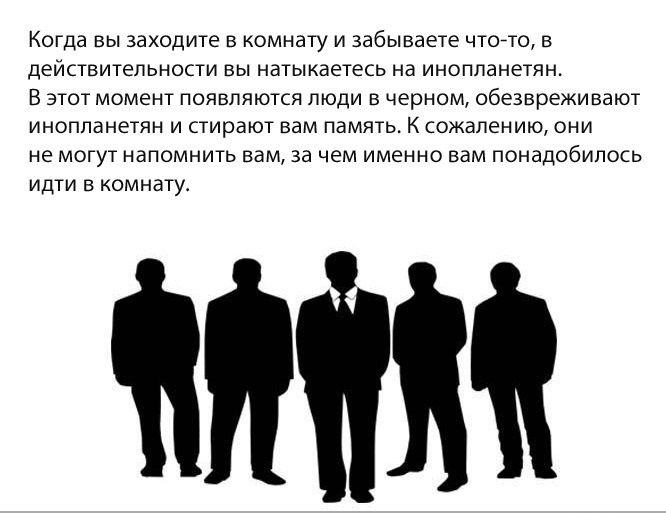 Когда вы заходите в комнату и забываете что-то, в
действительности вы натыкаетесь на инопланетян.
В этот момент появляются люди в черном, обезвреживают
инопланетян и стирают вам память. К сожалению, они
не могут напомнить вам, за чем именно вам понадобилось
идти в комнату.